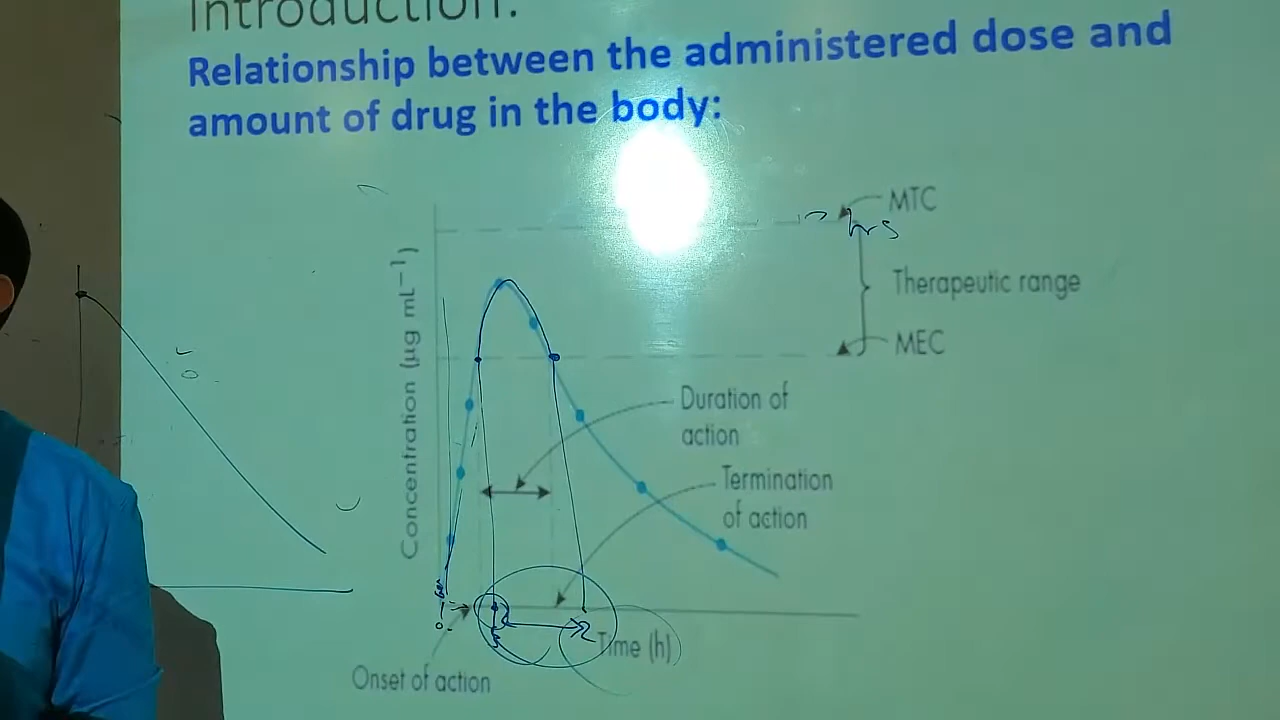 Introduction:
Relationship between the administered dose and
amount of drug in the body:
MTC
hrs
Therapeutic range
MEC
Concentration (µg mL⁻¹)
Duration of
action
Termination
of action
Time (h)
Onset of action